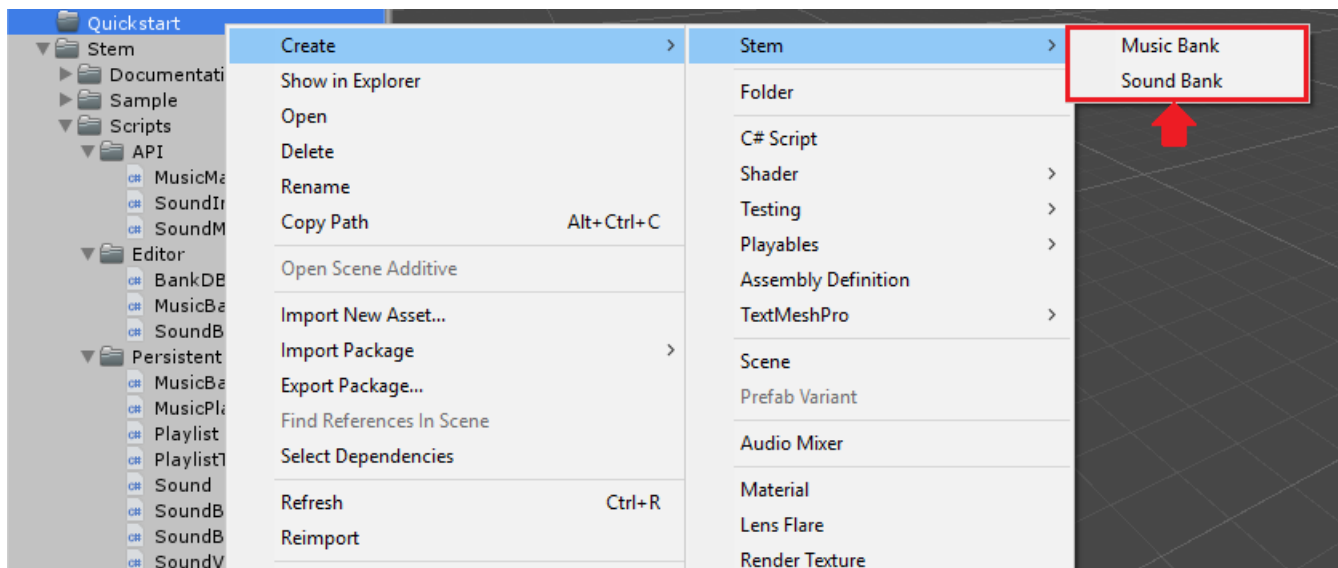 Quickstart
Stem
Documentati
Sample
Scripts
API
MusicMa
SoundIr
SoundM
Editor
BankDB
MusicBa
SoundB
Persistent
MusicBa
MusicPla
Playlist
PlaylistT
Sound
SoundB
SoundB
SoundV
Create
Show in Explorer
Open
Delete
Rename
Copy Path Alt+Ctrl+C
Open Scene Additive
Import New Asset...
Import Package
Export Package...
Find References In Scene
Select Dependencies
Refresh Ctrl+R
Reimport
Stem
Folder
C# Script
Shader
Testing
Playables
Assembly Definition
TextMeshPro
Scene
Prefab Variant
Audio Mixer
Material
Lens Flare
Render Texture
Music Bank
Sound Bank